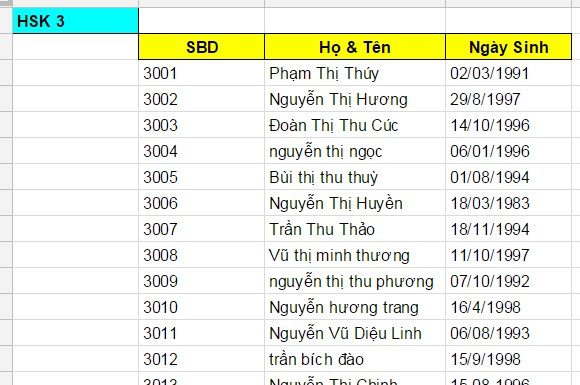 HSK 3
SBD Họ & Tên Ngày Sinh
3001 Phạm Thị Thúy 02/03/1991
3002 Nguyễn Thị Hương 29/8/1997
3003 Đoàn Thị Thu Cúc 14/10/1996
3004 nguyễn thị ngọc 06/01/1996
3005 Bùi thị thu thuỳ 01/08/1994
3006 Nguyễn Thị Huyền 18/03/1983
3007 Trần Thu Thảo 18/11/1994
3008 Vũ thị minh thương 11/10/1997
3009 nguyễn thị thu phương 07/10/1992
3010 Nguyễn hương trang 16/4/1998
3011 Nguyễn Vũ Diệu Linh 06/08/1993
3012 trần bích đào 15/9/1998
3013 Nguyễn Thị Chinh 15.08.1996